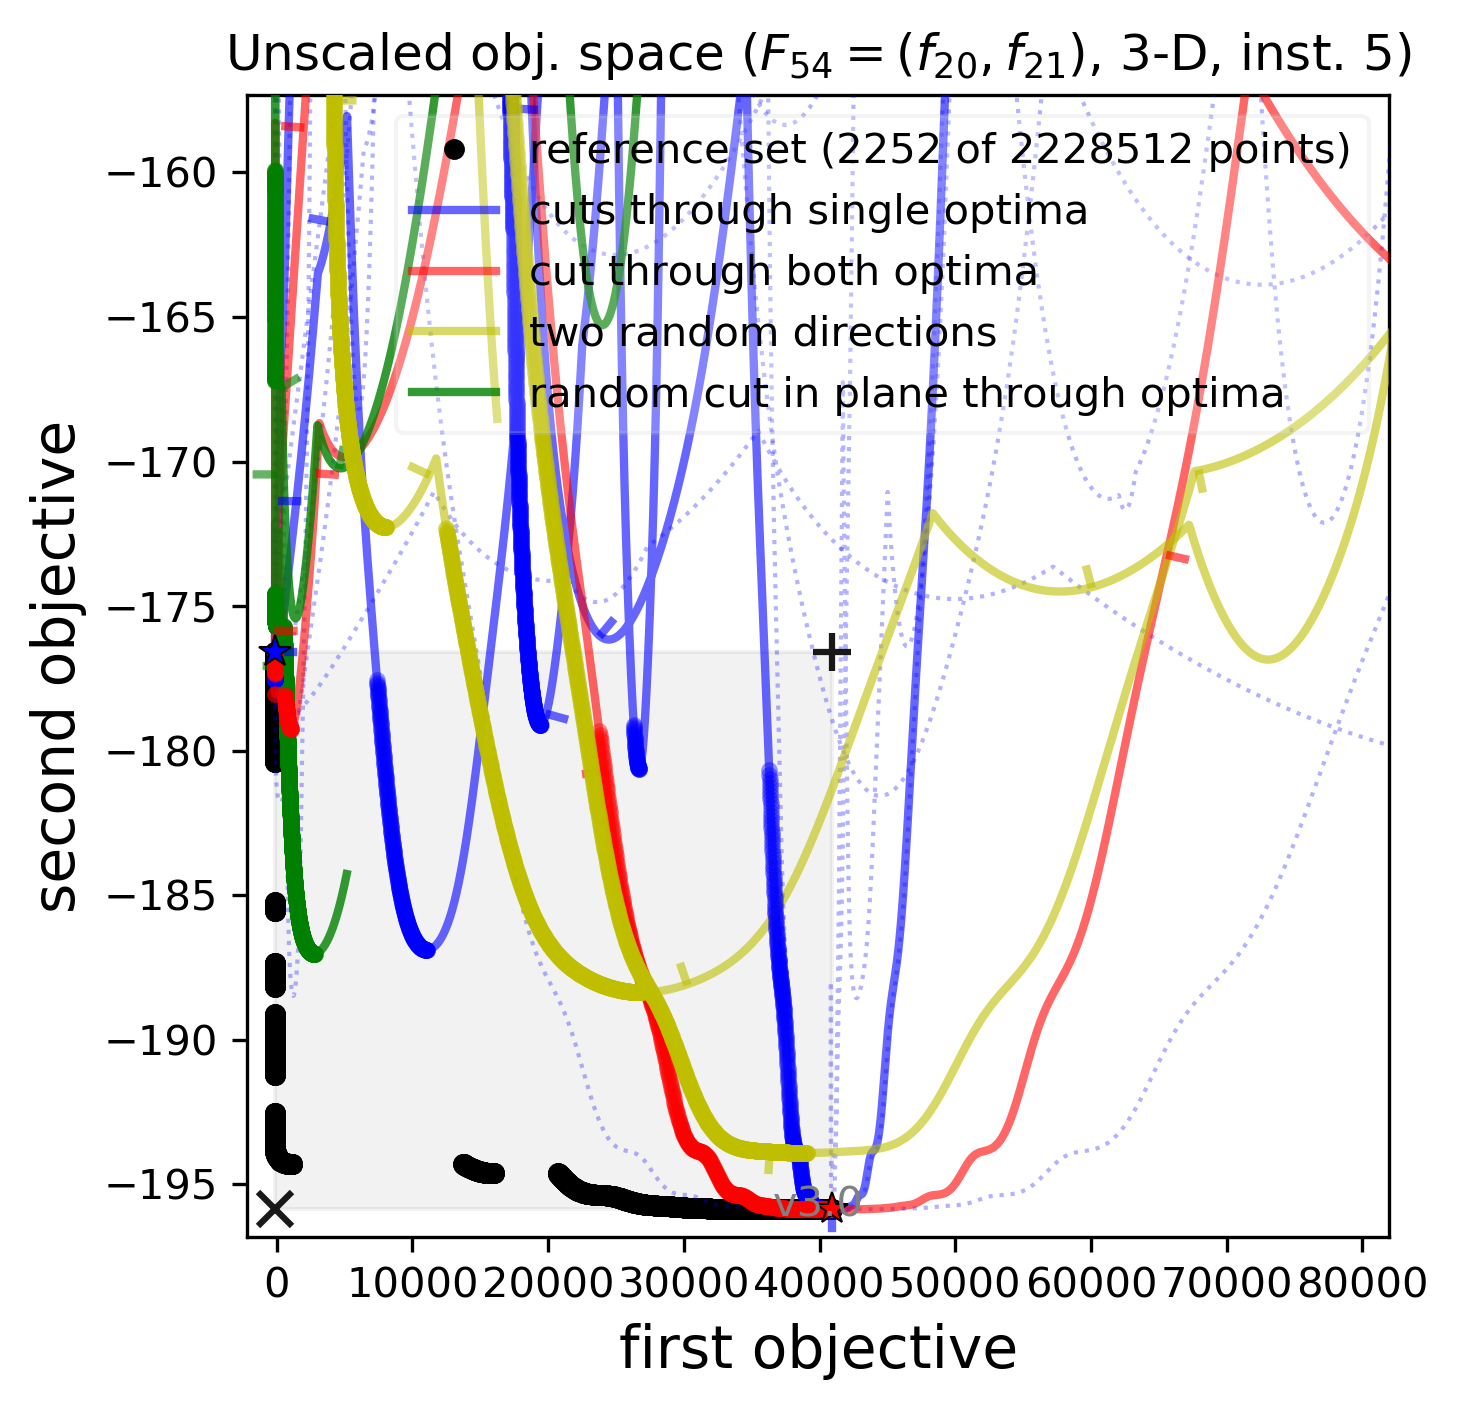 Unscaled obj. space (F54 = (f20, f21), 3-D, inst. 5)
reference set (2252 of 2228512 points)
cuts through single optima
cut through both optima
two random directions
random cut in plane through optima
−160
−165
−170
−175
−180
−185
−190
−195
second objective
v3.0
0 10000 20000 30000 40000 50000 60000 70000 80000
first objective